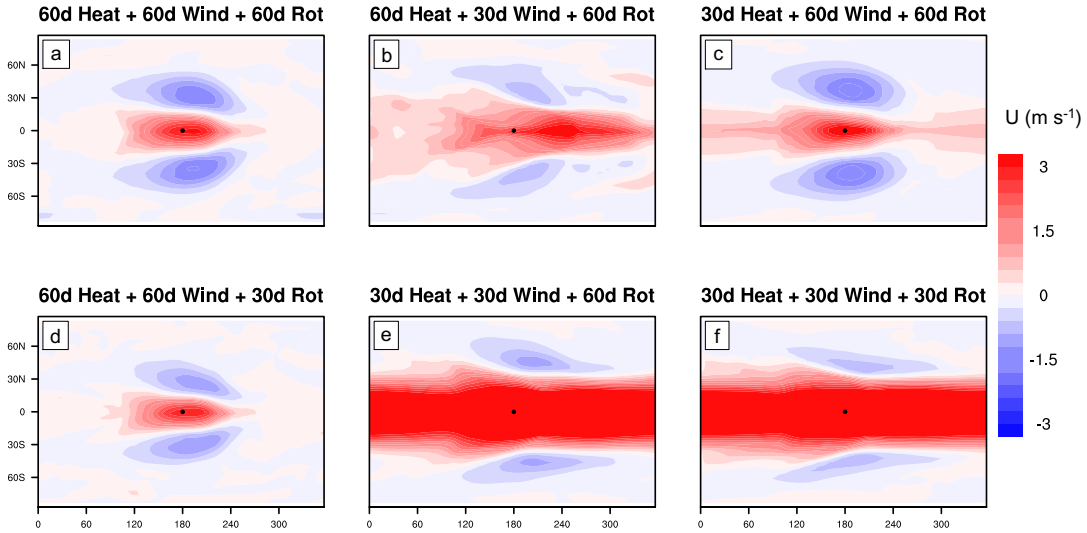 60d Heat + 60d Wind + 60d Rot
60d Heat + 30d Wind + 60d Rot
30d Heat + 60d Wind + 60d Rot
a
b
c
60N
30N
0
30S
60S
U (m s⁻¹)
3
1.5
0
-1.5
-3
60d Heat + 60d Wind + 30d Rot
30d Heat + 30d Wind + 60d Rot
30d Heat + 30d Wind + 30d Rot
d
e
f
60N
30N
0
30S
60S
0 60 120 180 240 300
0 60 120 180 240 300
0 60 120 180 240 300